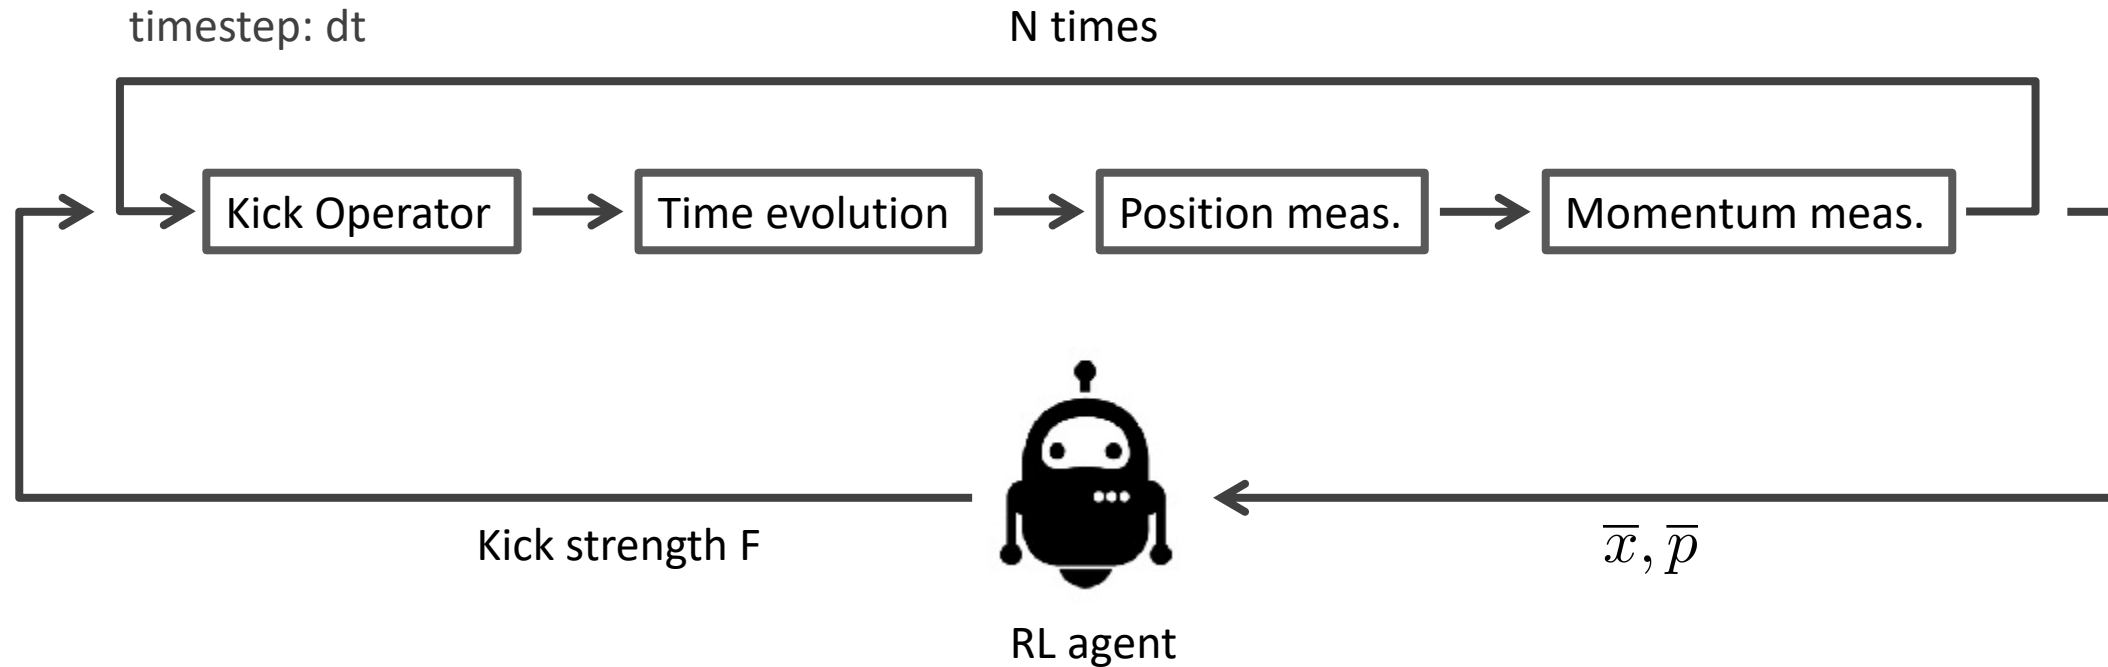 timestep: dt
N times
Kick Operator
Time evolution
Position meas.
Momentum meas.
Kick strength F
x̅, p̅
RL agent